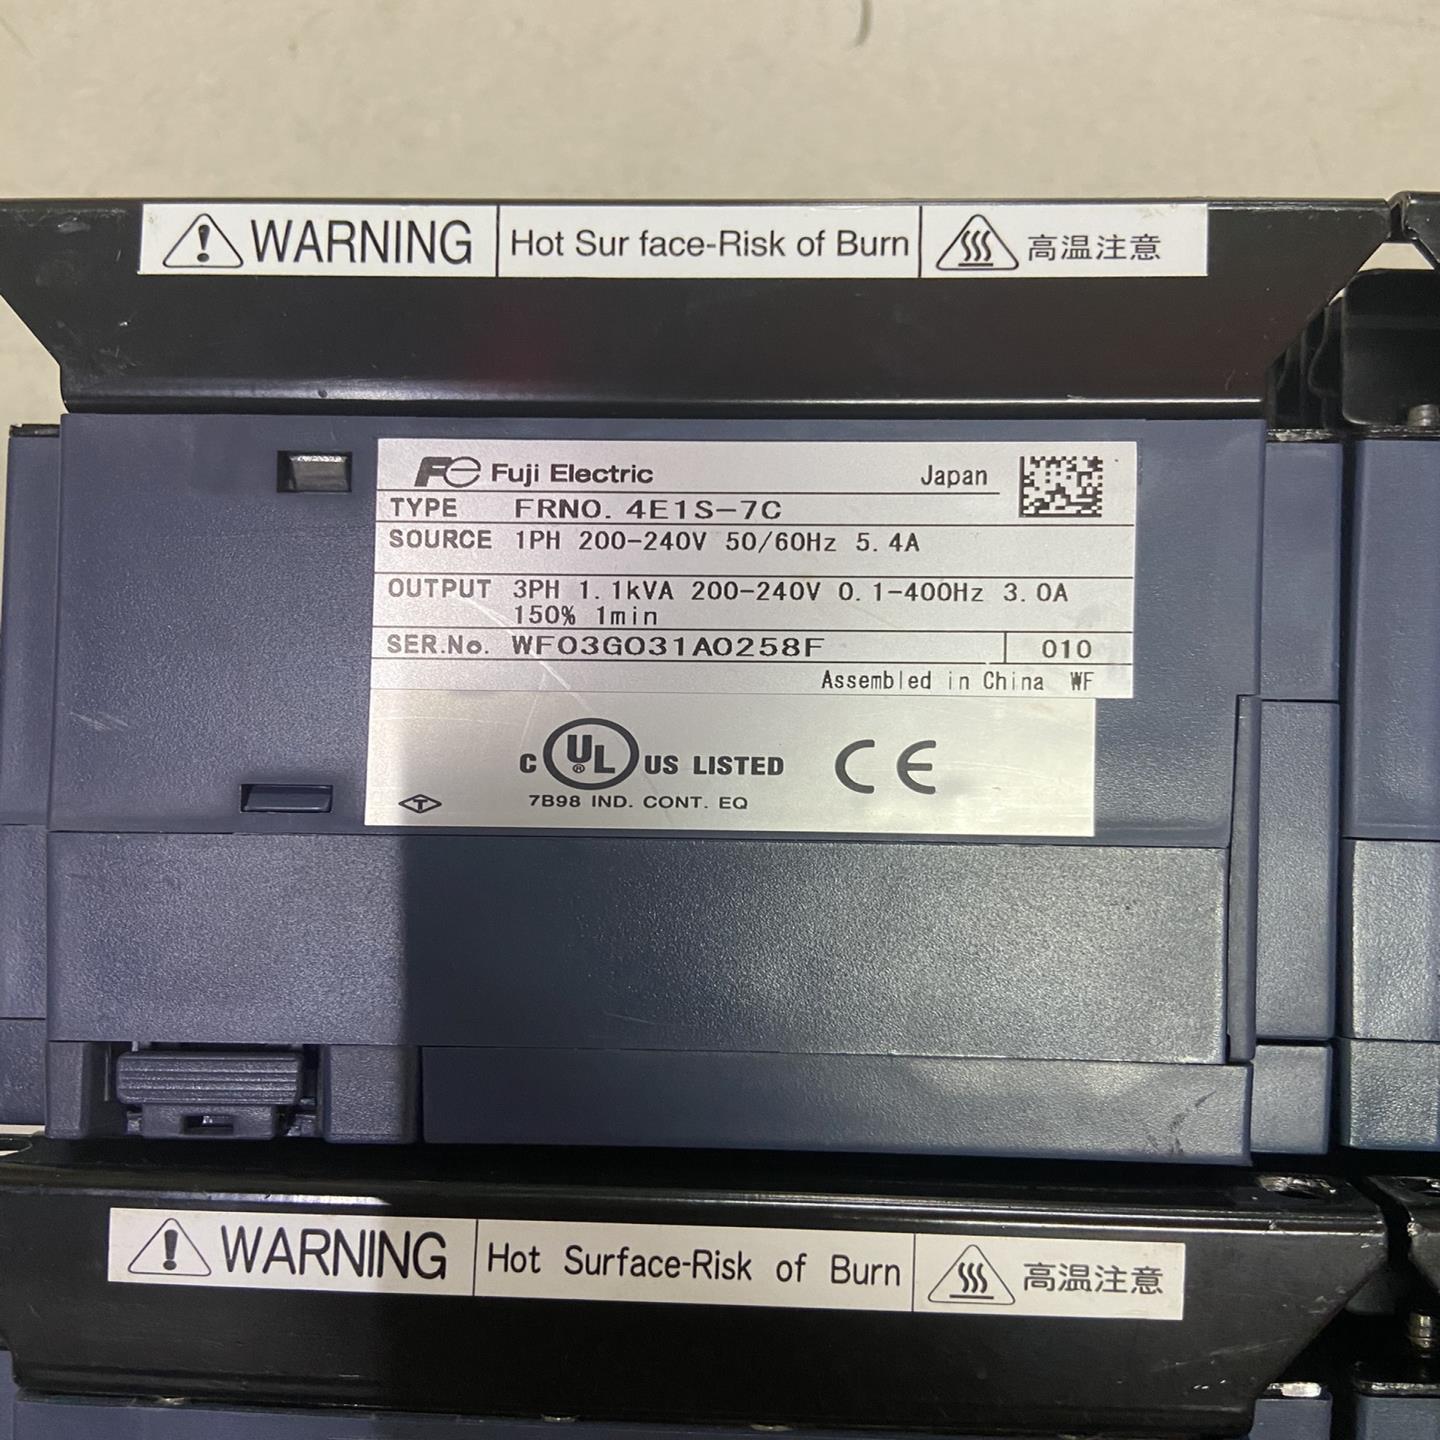 WARNING Hot Sur face-Risk of Burn 高温注意
Fe Fuji Electric Japan
TYPE FRN0. 4E1S-7C
SOURCE 1PH 200-240V 50/60Hz 5. 4A
OUTPUT 3PH 1. 1kVA 200-240V 0. 1-400Hz 3. 0A
150% 1min
SER.No. WF03G031A0258F 010
Assembled in China WF
C UL® US LISTED CE
T 7B98 IND. CONT. EQ
WARNING Hot Surface-Risk of Burn 高温注意